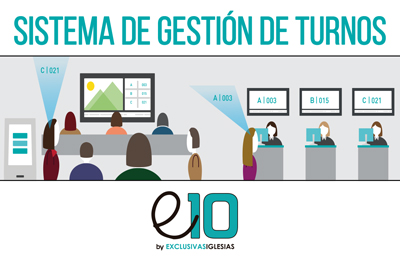 SISTEMA DE GESTIÓN DE TURNOS
C | 021
A | 003
A | 003
B | 015
C | 021
e10
by EXCLUSIVASIGLESIAS